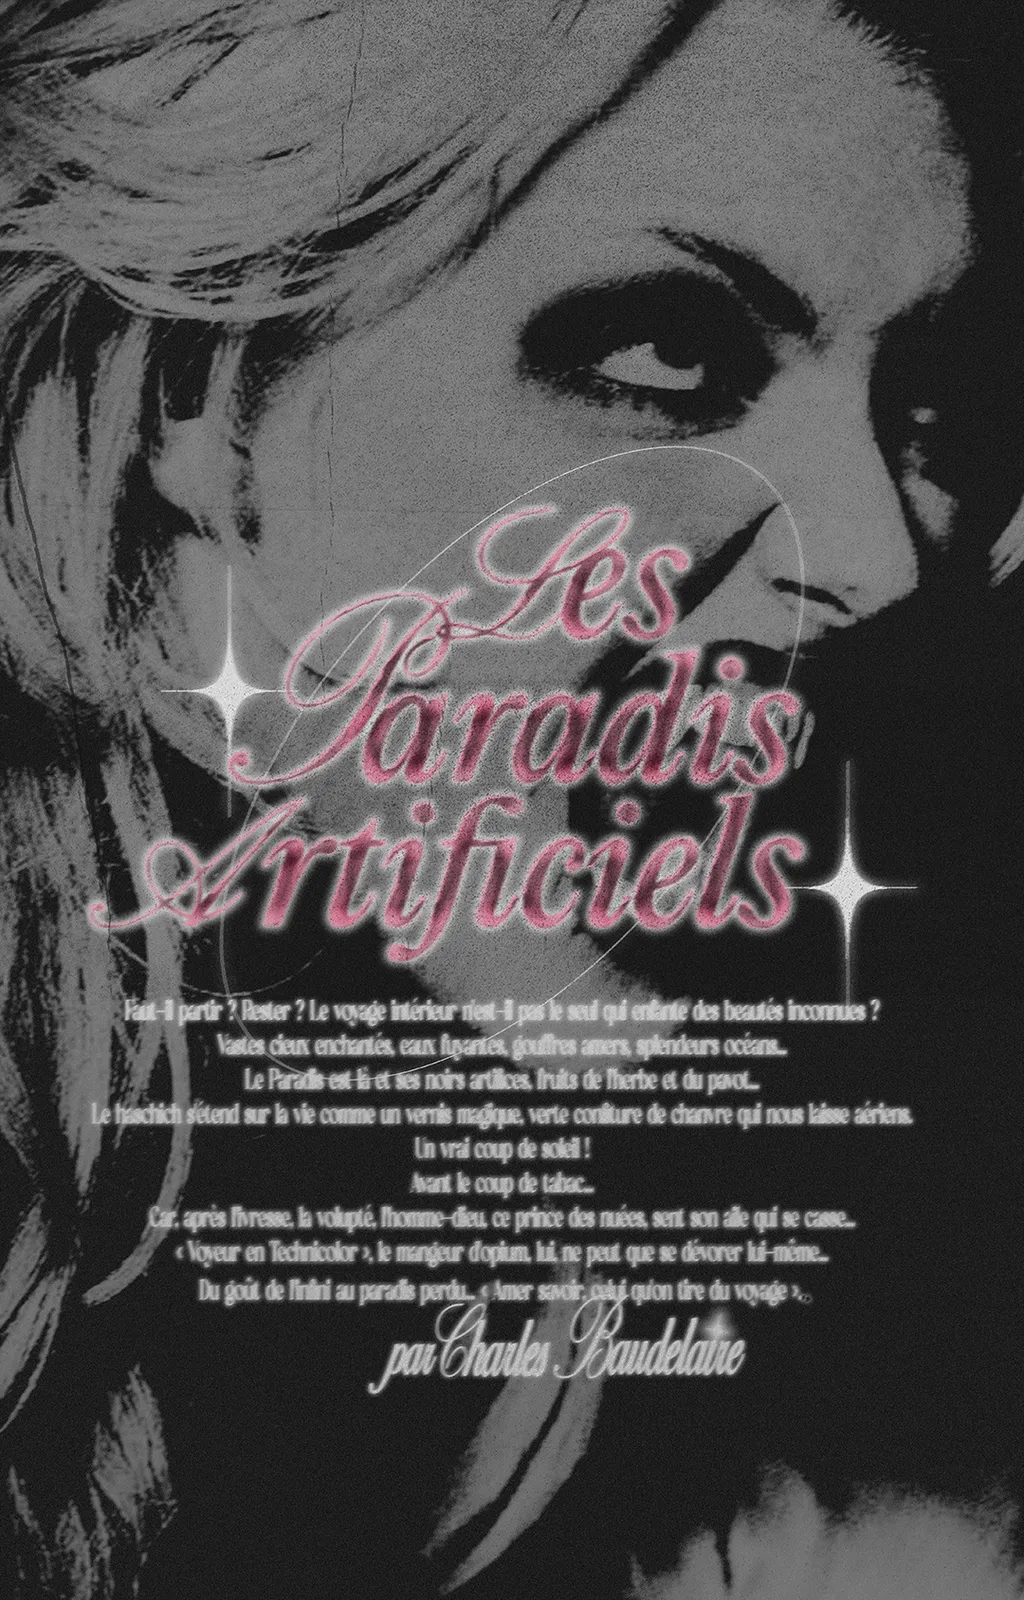 Les
Paradis
Artificiels
Faut-il partir ? Rester ? Le voyage intérieur n'est-il pas le seul qui enfante des beautés inconnues ?
Vastes cieux enchantés, eaux fuyantes, gouffres amers, splendeurs océans...
Le Paradis est là et ses noirs artifices, fruits de l'herbe et du pavot...
Le haschich s'étend sur la vie comme un vernis magique, verte confiture de chanvre qui nous laisse aériens.
Un vrai coup de soleil !
Avant le coup de tabac...
Car, après l'ivresse, la volupté, l'homme-dieu, ce prince des nuées, sent son aile qui se casse...
« Voyeur en Technicolor », le mangeur d'opium, lui, ne peut que se dévorer lui-même...
Du goût de l'infini au paradis perdu... « Amer savoir, celui qu'on tire du voyage »...
par Charles Baudelaire